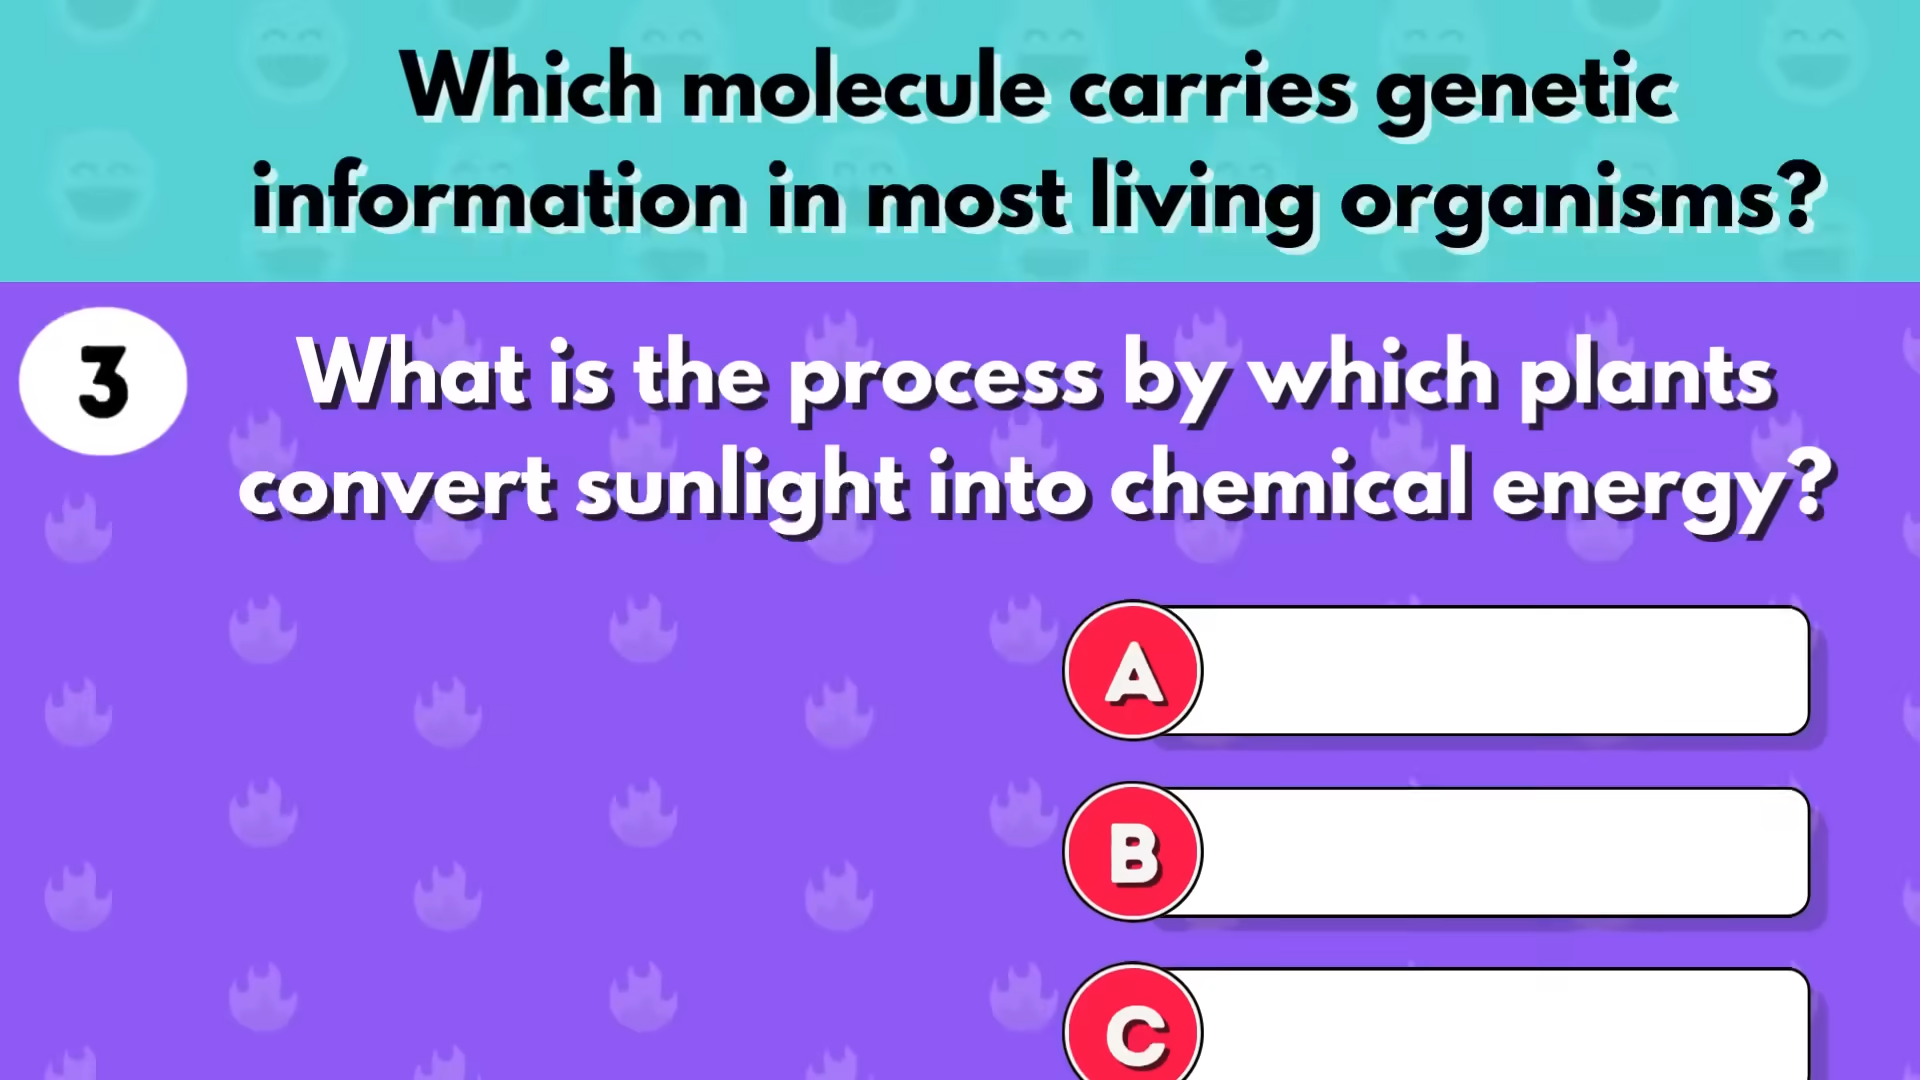 Which molecule carries genetic
information in most living organisms?
3
What is the process by which plants
convert sunlight into chemical energy?
A
B
C